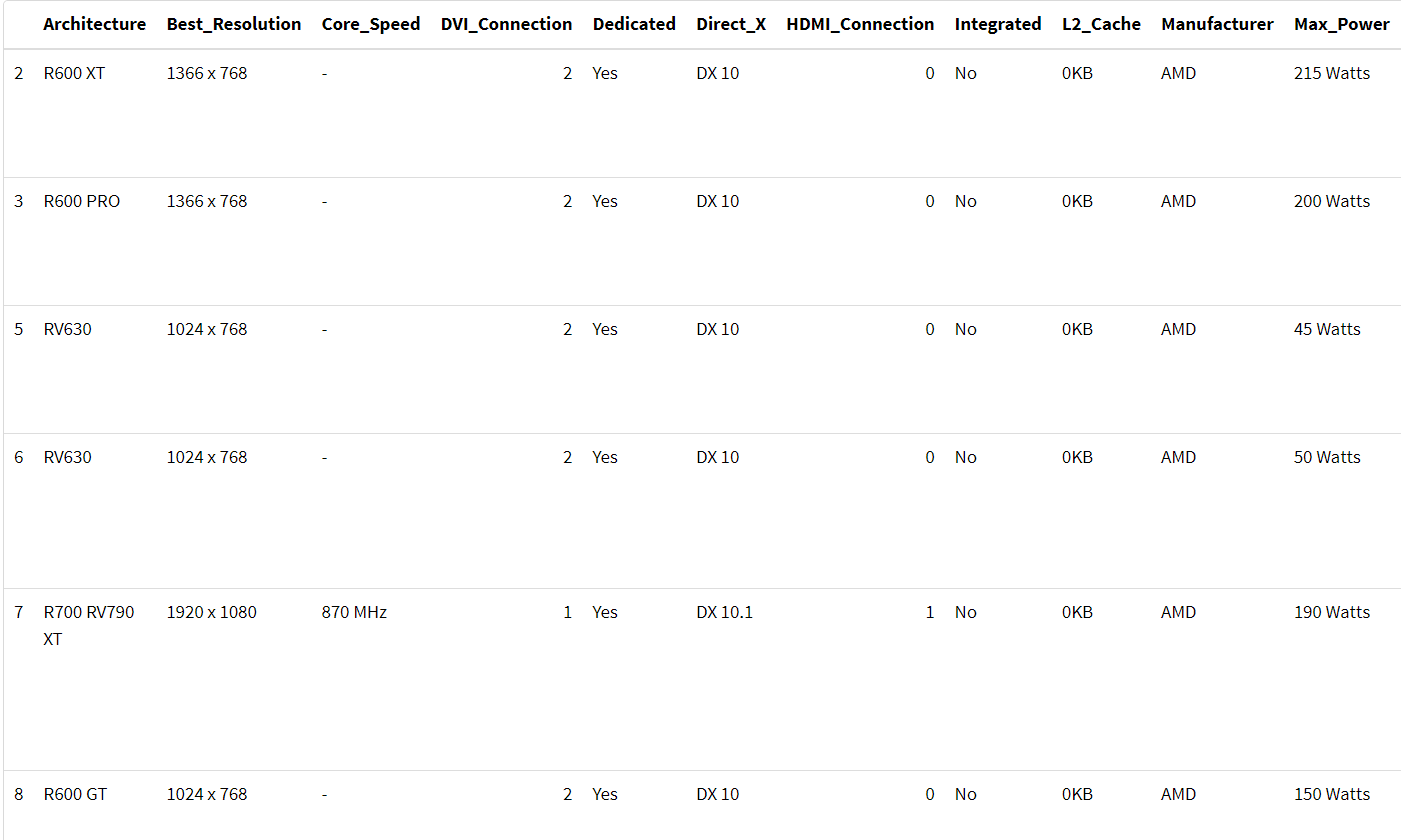 Architecture Best_Resolution Core_Speed DVI_Connection Dedicated Direct_X HDMI_Connection Integrated L2_Cache Manufacturer Max_Power
2 R600 XT 1366 x 768 - 2 Yes DX 10 0 No 0KB AMD 215 Watts
3 R600 PRO 1366 x 768 - 2 Yes DX 10 0 No 0KB AMD 200 Watts
5 RV630 1024 x 768 - 2 Yes DX 10 0 No 0KB AMD 45 Watts
6 RV630 1024 x 768 - 2 Yes DX 10 0 No 0KB AMD 50 Watts
7 R700 RV790 1920 x 1080 870 MHz 1 Yes DX 10.1 1 No 0KB AMD 190 Watts
XT
8 R600 GT 1024 x 768 - 2 Yes DX 10 0 No 0KB AMD 150 Watts